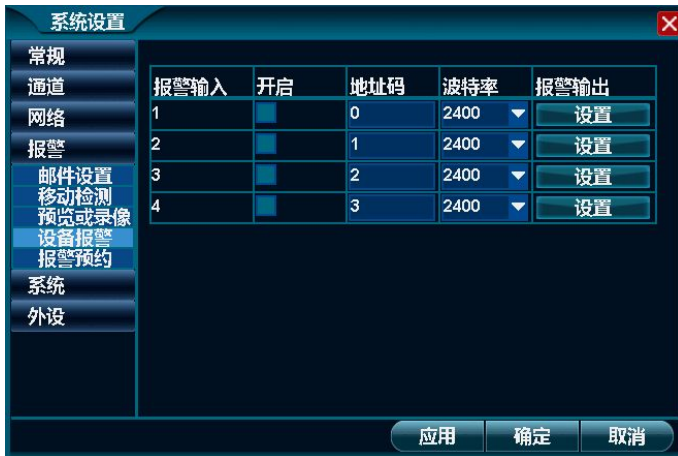 系统设置
常规
通道
网络
报警
邮件设置
移动检测
预览或录像
设备报警
报警预约
系统
外设
报警输入 开启 地址码 波特率 报警输出
1 0 2400 设置
2 1 2400 设置
3 2 2400 设置
4 3 2400 设置
应用 确定 取消